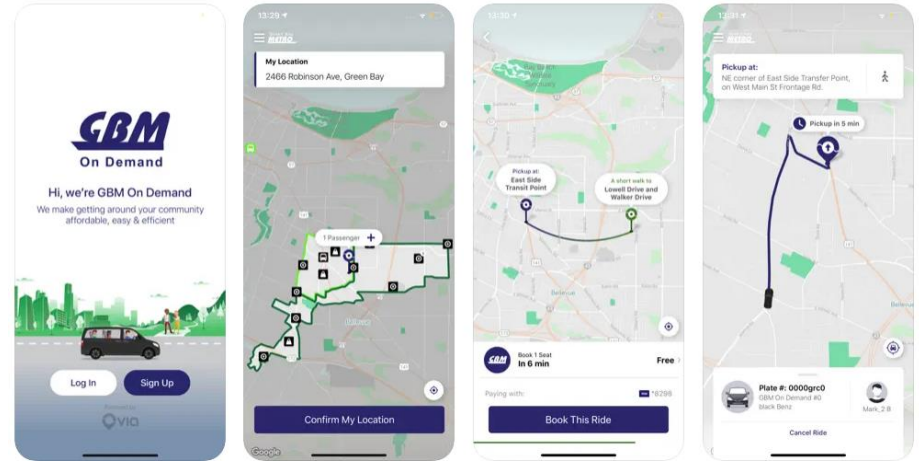 GBM
On Demand
Hi, we're GBM On Demand
We make getting around your community
affordable, easy & efficient
Log In
Sign Up
Powered by
via
13:29
METRO
My Location
2466 Robinson Ave, Green Bay
1 Passenger +
Bellevue
Confirm My Location
Google
13:30
Pickup at:
East Side
Transit Point
A short walk to
Lowell Drive and
Walker Drive
Bellevue
GBM
Book 1 Seat
In 6 min
Free
Paying with:
Book This Ride
13:31
METRO
Pickup at:
NE corner of East Side Transfer Point,
on West Main St Frontage Rd.
Pickup in 5 min
Plate #: 0000grc0
GBM On Demand #0
black Benz
Cancel Ride